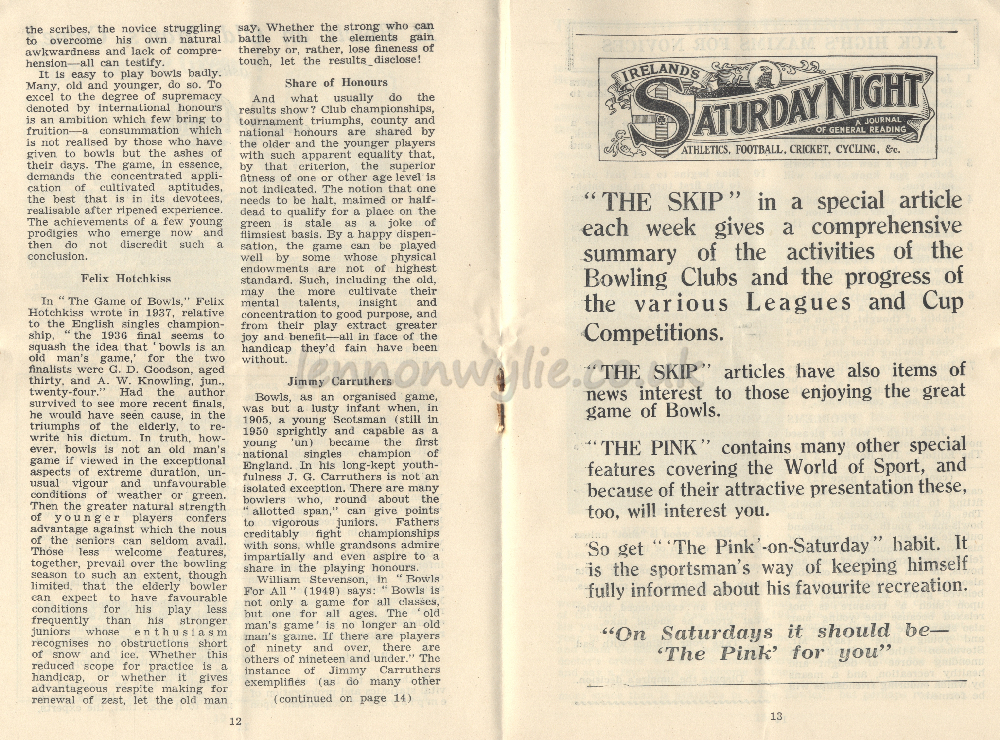 the scribes, the novice struggling
to overcome his own natural
awkwardness and lack of compre-
hension—all can testify.
It is easy to play bowls badly.
Many, old and younger, do so. To
excel to the degree of supremacy
denoted by international honours
is an ambition which few bring to
fruition—a consummation which
is not realised by those who have
given to bowls but the ashes of
their days. The game, in essence,
demands the concentrated appli-
cation of cultivated aptitudes,
the best that is in its devotees,
realisable after ripened experience.
The achievements of a few young
prodigies who emerge now and
then do not discredit such a
conclusion.
Felix Hotchkiss
In "The Game of Bowls," Felix
Hotchkiss wrote in 1937, relative
to the English singles champion-
ship, "the 1936 final seems to
squash the idea that 'bowls is an
old man's game,' for the two
finalists were G. D. Goodson, aged
thirty, and A. W. Knowling, jun.,
twenty-four." Had the author
survived to see more recent finals,
he would have seen cause, in the
triumphs of the elderly, to re-
write his dictum. In truth, how-
ever, bowls is not an old man's
game if viewed in the exceptional
aspects of extreme duration, un-
usual vigour and unfavourable
conditions of weather or green.
Then the greater natural strength
of younger players confers
advantage against which the nous
of the seniors can seldom avail.
Those less welcome features,
together, prevail over the bowling
season to such an extent, though
limited, that the elderly bowler
can expect to have favourable
conditions for his play less
frequently than his stronger
juniors whose enthusiasm
recognises no obstructions short
of snow and ice. Whether this
reduced scope for practice is a
handicap, or whether it gives
advantageous respite making for
renewal of zest, let the old man
say. Whether the strong who can
battle with the elements gain
thereby or, rather, lose fineness of
touch, let the results disclose!
Share of Honours
And what usually do the
results show? Club championships,
tournament triumphs, county and
national honours are shared by
the older and the younger players
with such apparent equality that,
by that criterion, the superior
fitness of one or other age level is
not indicated. The notion that one
needs to be halt, maimed or half-
dead to qualify for a place on the
green is stale as a joke of
flimsiest basis. By a happy dispen-
sation, the game can be played
well by some whose physical
endowments are not of highest
standard. Such, including the old,
may the more cultivate their
mental talents, insight and
concentration to good purpose, and
from their play extract greater
joy and benefit—all in face of the
handicap they'd fain have been
without.
Jimmy Carruthers
Bowls, as an organised game,
was but a lusty infant when, in
1905, a young Scotsman (still in
1950 sprightly and capable as a
young 'un) became the first
national singles champion of
England. In his long-kept youth-
fulness J. G. Carruthers is not an
isolated exception. There are many
bowlers who, round about the
"allotted span," can give points
to vigorous juniors. Fathers
creditably fight championships
with sons, while grandsons admire
impartially and even aspire to a
share in the playing honours.
William Stevenson, in "Bowls
For All" (1949) says: "Bowls is
not only a game for all classes,
but one for all ages. The 'old
man's game' is no longer an old
man's game. If there are players
of ninety and over, there are
others of nineteen and under." The
instance of Jimmy Carruthers
exemplifies (as do many other
(continued on page 14)
12
IRELAND'S
SATURDAY NIGHT
A JOURNAL
OF GENERAL READING
ATHLETICS, FOOTBALL, CRICKET, CYCLING, &c.
"THE SKIP" in a special article
each week gives a comprehensive
summary of the activities of the
Bowling Clubs and the progress of
the various Leagues and Cup
Competitions.
"THE SKIP" articles have also items of
news interest to those enjoying the great
game of Bowls.
"THE PINK" contains many other special
features covering the World of Sport, and
because of their attractive presentation these,
too, will interest you.
So get "'The Pink'-on-Saturday" habit. It
is the sportsman's way of keeping himself
fully informed about his favourite recreation.
"On Saturdays it should be—
'The Pink' for you"
13
lennonwylie.co.uk